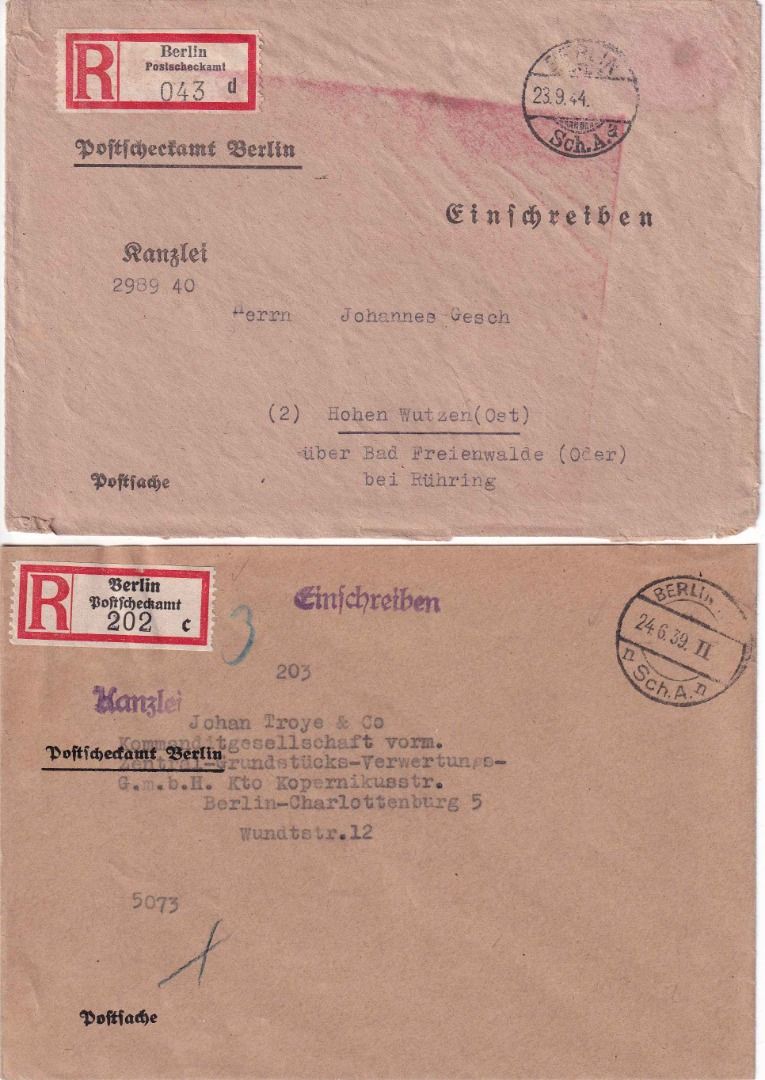 R
Berlin
Postscheckamt
043 d
Postscheckamt Berlin
BERLIN
23.9.44.
Sch.A. a
Einschreiben
Kanzlei
2989 40
Herrn Johannes Gesch
(2) Hohen Wutzen(Ost)
über Bad Freienwalde (Oder)
bei Rühring
Postsache
R
Berlin
Postscheckamt
202 c
3
Einschreiben
BERLIN
24.6.39. II
n Sch.A. n
203
Kanzlei
Johan Troye & Co
Kommanditgesellschaft vorm.
Postscheckamt Berlin
Zentral-Grundstücks-Verwertungs-
G.m.b.H. Kto Kopernikusstr.
Berlin-Charlottenburg 5
Wundtstr.12
5073
Postsache